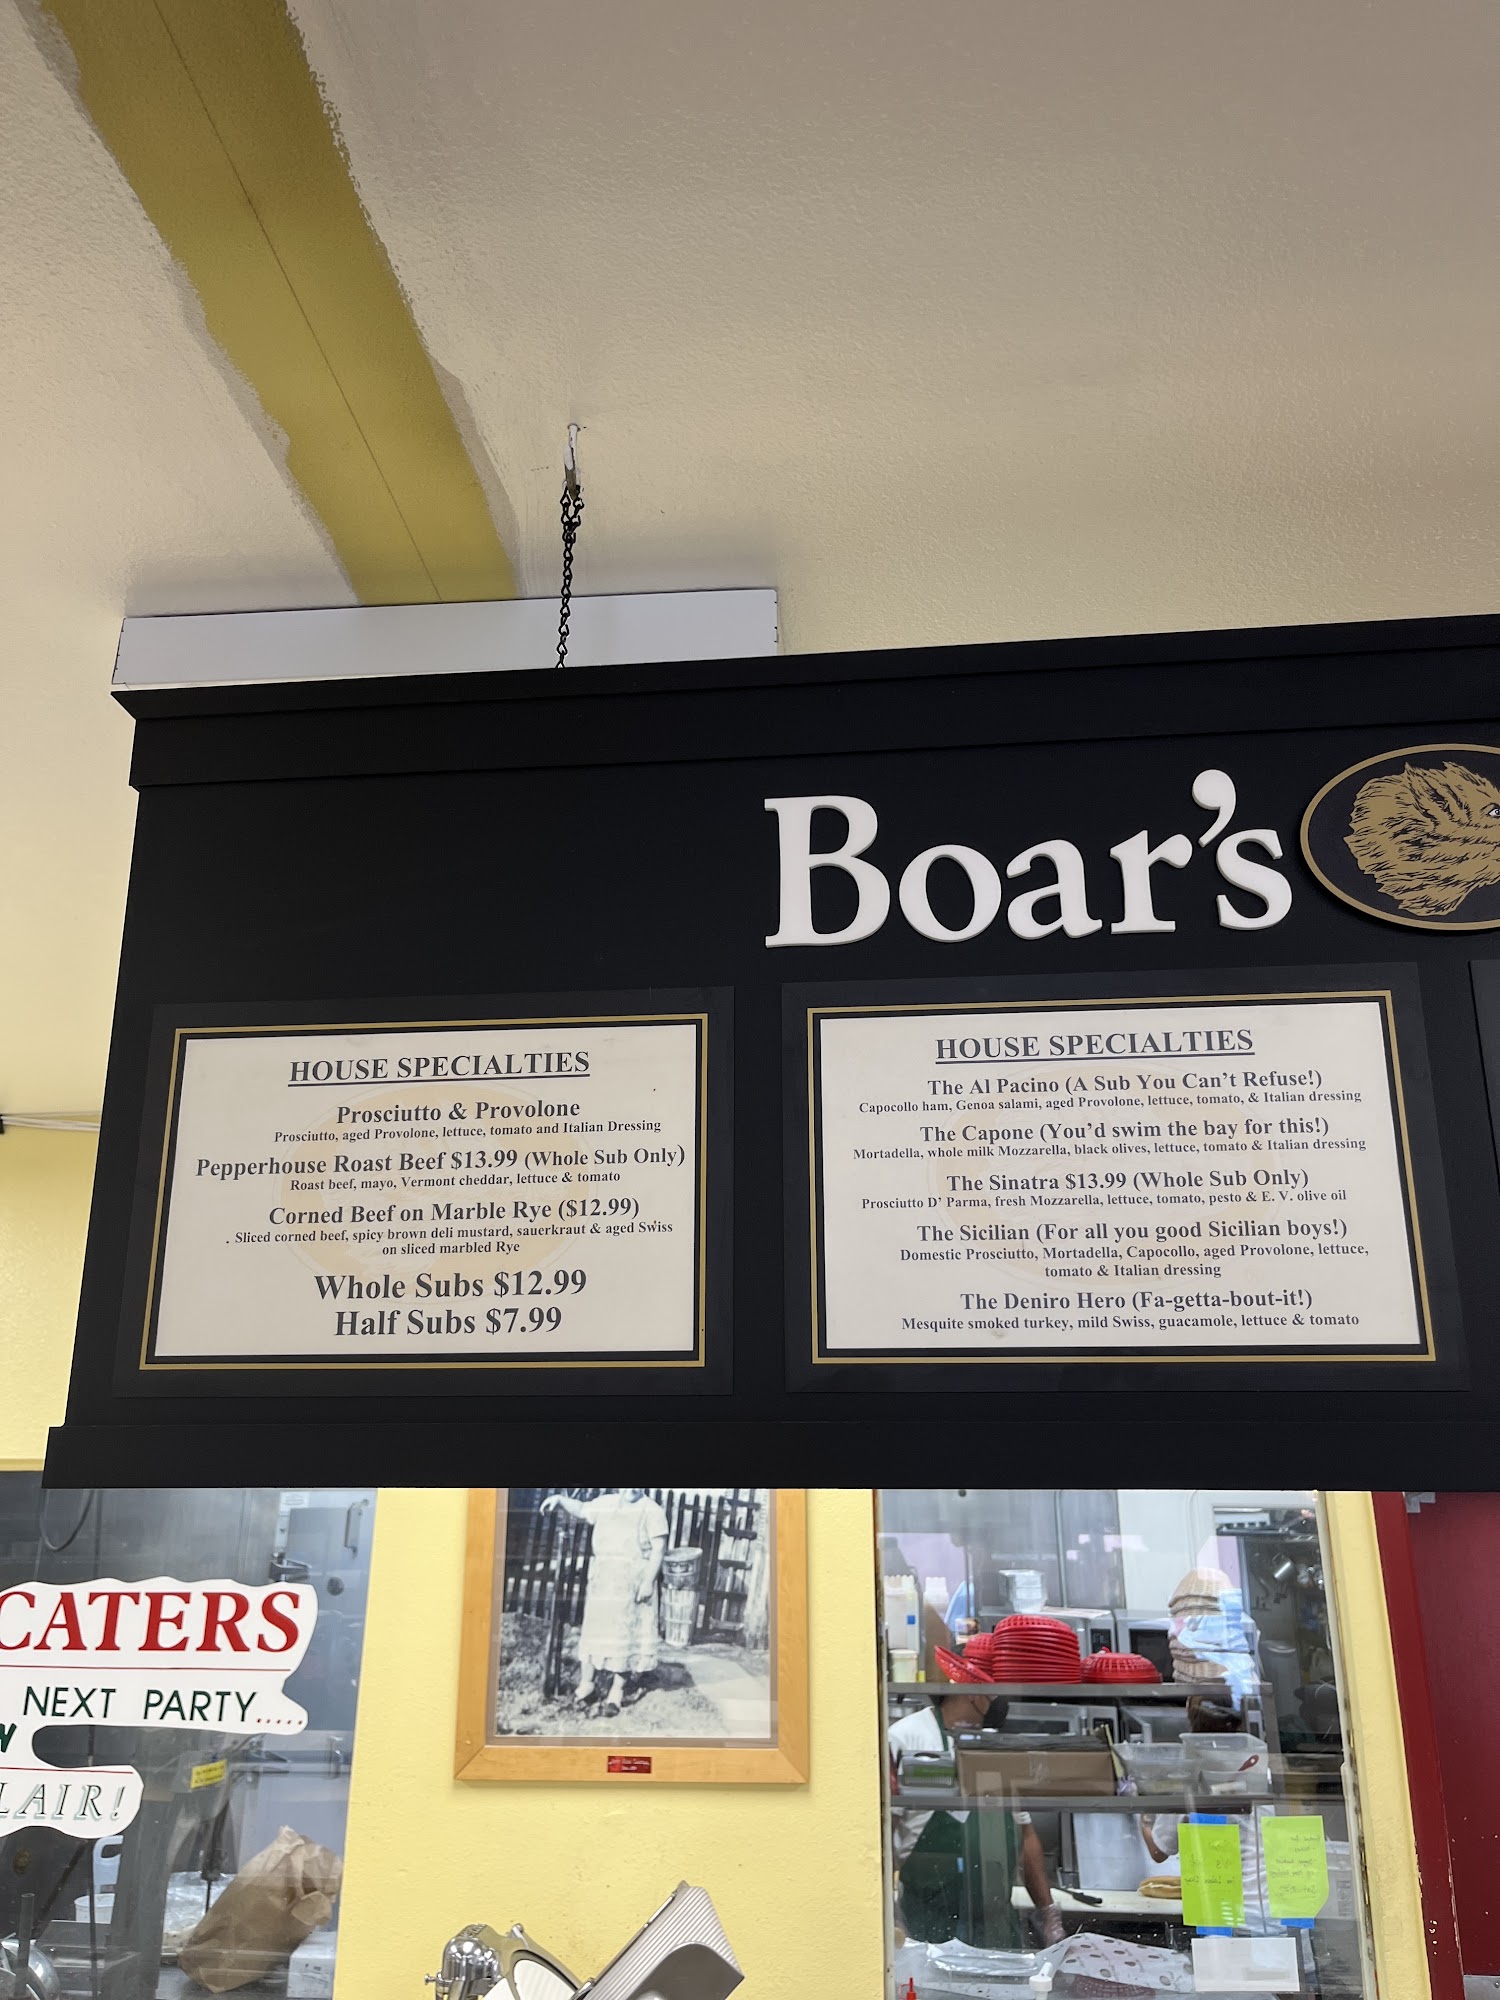 Boar's
HOUSE SPECIALTIES
Prosciutto & Provolone
Prosciutto, aged Provolone, lettuce, tomato and Italian Dressing
Pepperhouse Roast Beef $13.99 (Whole Sub Only)
Roast beef, mayo, Vermont cheddar, lettuce & tomato
Corned Beef on Marble Rye ($12.99)
. Sliced corned beef, spicy brown deli mustard, sauerkraut & aged Swiss
on sliced marbled Rye
Whole Subs $12.99
Half Subs $7.99
HOUSE SPECIALTIES
The Al Pacino (A Sub You Can't Refuse!)
Capocollo ham, Genoa salami, aged Provolone, lettuce, tomato, & Italian dressing
The Capone (You'd swim the bay for this!)
Mortadella, whole milk Mozzarella, black olives, lettuce, tomato & Italian dressing
The Sinatra $13.99 (Whole Sub Only)
Prosciutto D' Parma, fresh Mozzarella, lettuce, tomato, pesto & E. V. olive oil
The Sicilian (For all you good Sicilian boys!)
Domestic Prosciutto, Mortadella, Capocollo, aged Provolone, lettuce,
tomato & Italian dressing
The Deniro Hero (Fa-getta-bout-it!)
Mesquite smoked turkey, mild Swiss, guacamole, lettuce & tomato
CATERS
NEXT PARTY.....
LAIR!